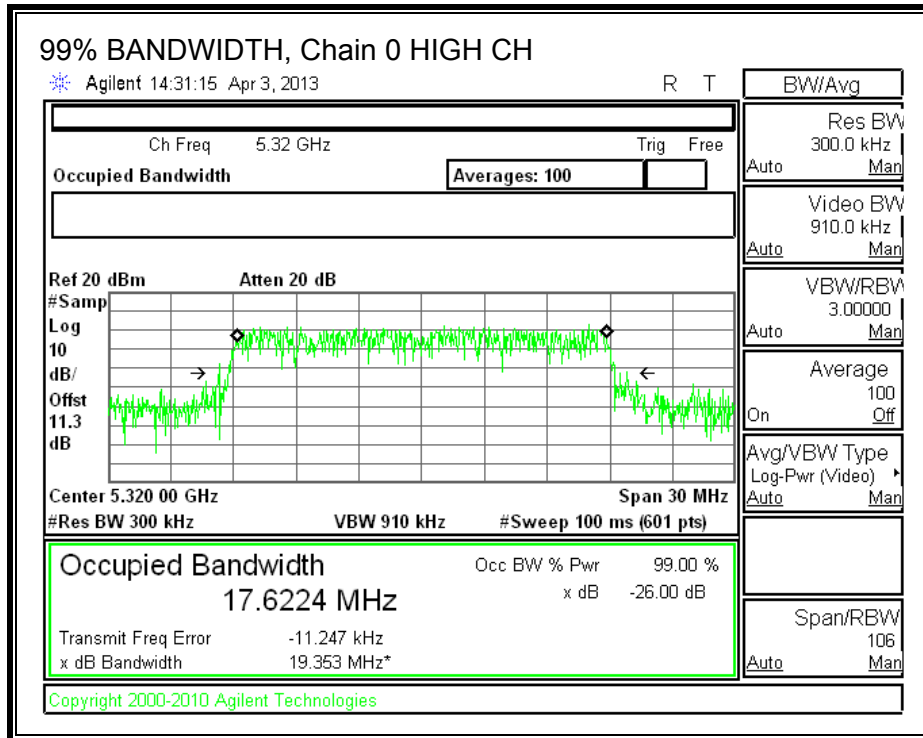 99% BANDWIDTH, Chain 0 HIGH CH
Agilent 14:31:15 Apr 3, 2013 R T
Ch Freq 5.32 GHz Trig Free
Occupied Bandwidth Averages: 100
Ref 20 dBm Atten 20 dB
#Samp
Log
10
dB/
Offst
11.3
dB
Center 5.320 00 GHz Span 30 MHz
#Res BW 300 kHz VBW 910 kHz #Sweep 100 ms (601 pts)
Occupied Bandwidth Occ BW % Pwr 99.00 %
17.6224 MHz x dB -26.00 dB
Transmit Freq Error -11.247 kHz
x dB Bandwidth 19.353 MHz*
Copyright 2000-2010 Agilent Technologies
BW/Avg
Res BW
300.0 kHz
Auto Man
Video BW
910.0 kHz
Auto Man
VBW/RBW
3.00000
Auto Man
Average
100
On Off
Avg/VBW Type
Log-Pwr (Video)
Auto Man
Span/RBW
106
Auto Man